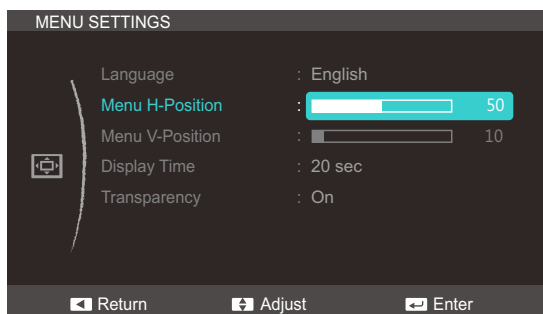 MENU SETTINGS
Language : English
Menu H-Position : 50
Menu V-Position : 10
Display Time : 20 sec
Transparency : On
Return Adjust Enter